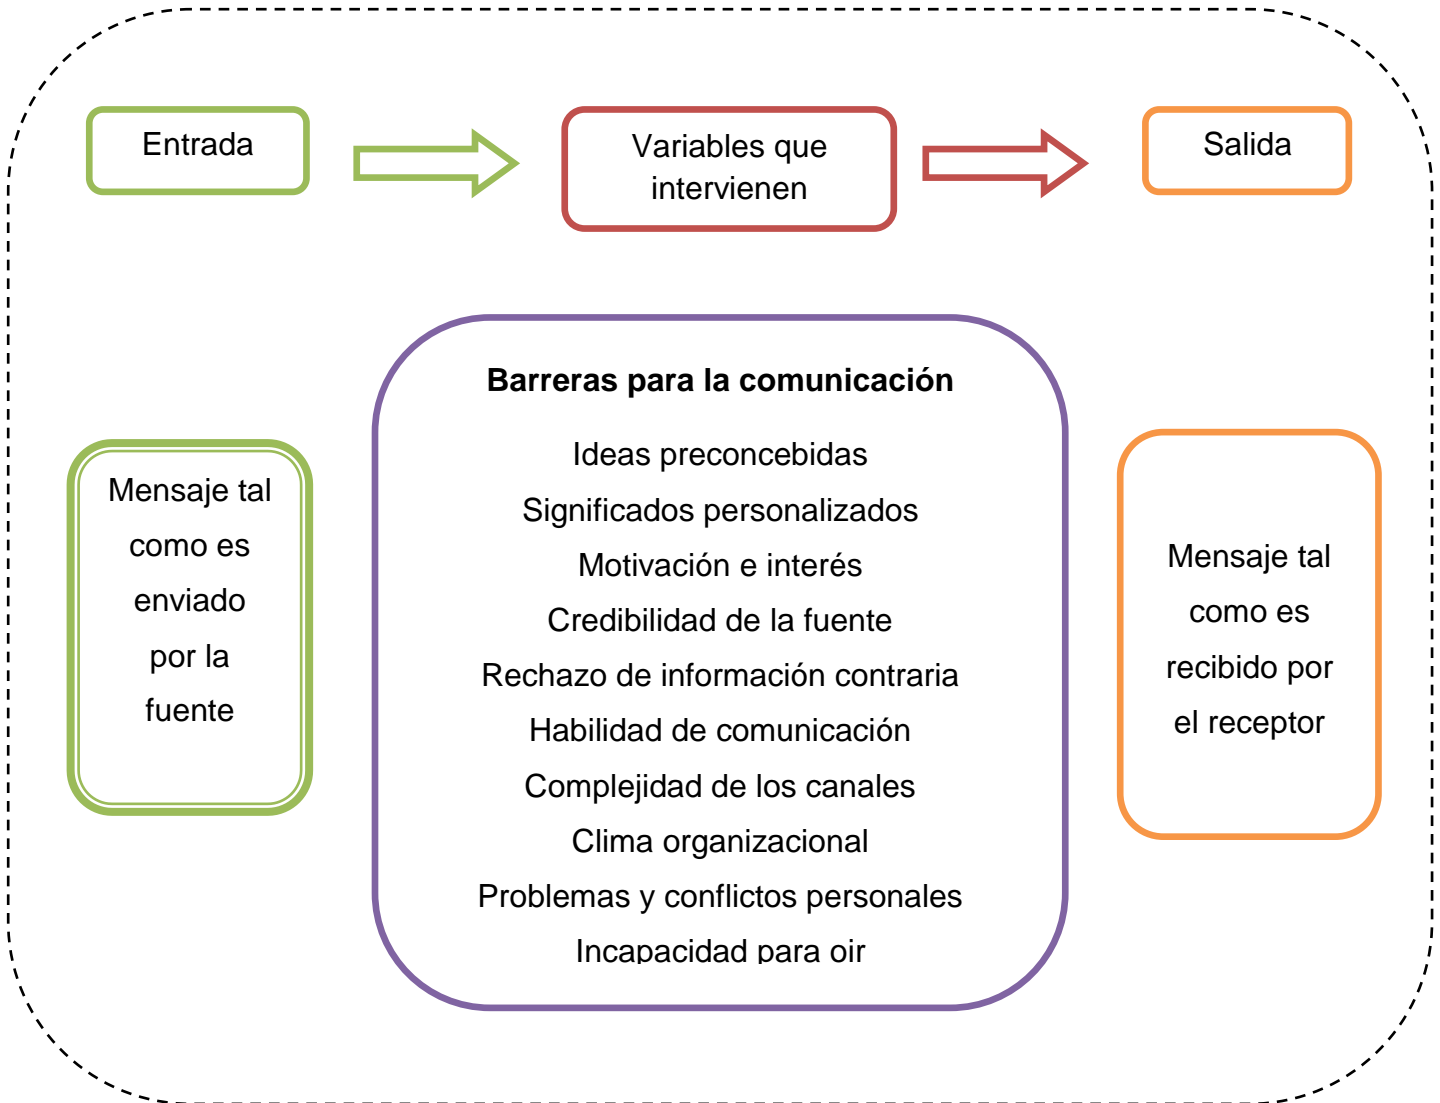 Entrada
Variables que
intervienen
Salida
Mensaje tal
como es
enviado
por la
fuente
Barreras para la comunicación
Ideas preconcebidas
Significados personalizados
Motivación e interés
Credibilidad de la fuente
Rechazo de información contraria
Habilidad de comunicación
Complejidad de los canales
Clima organizacional
Problemas y conflictos personales
Incapacidad para oir
Mensaje tal
como es
recibido por
el receptor